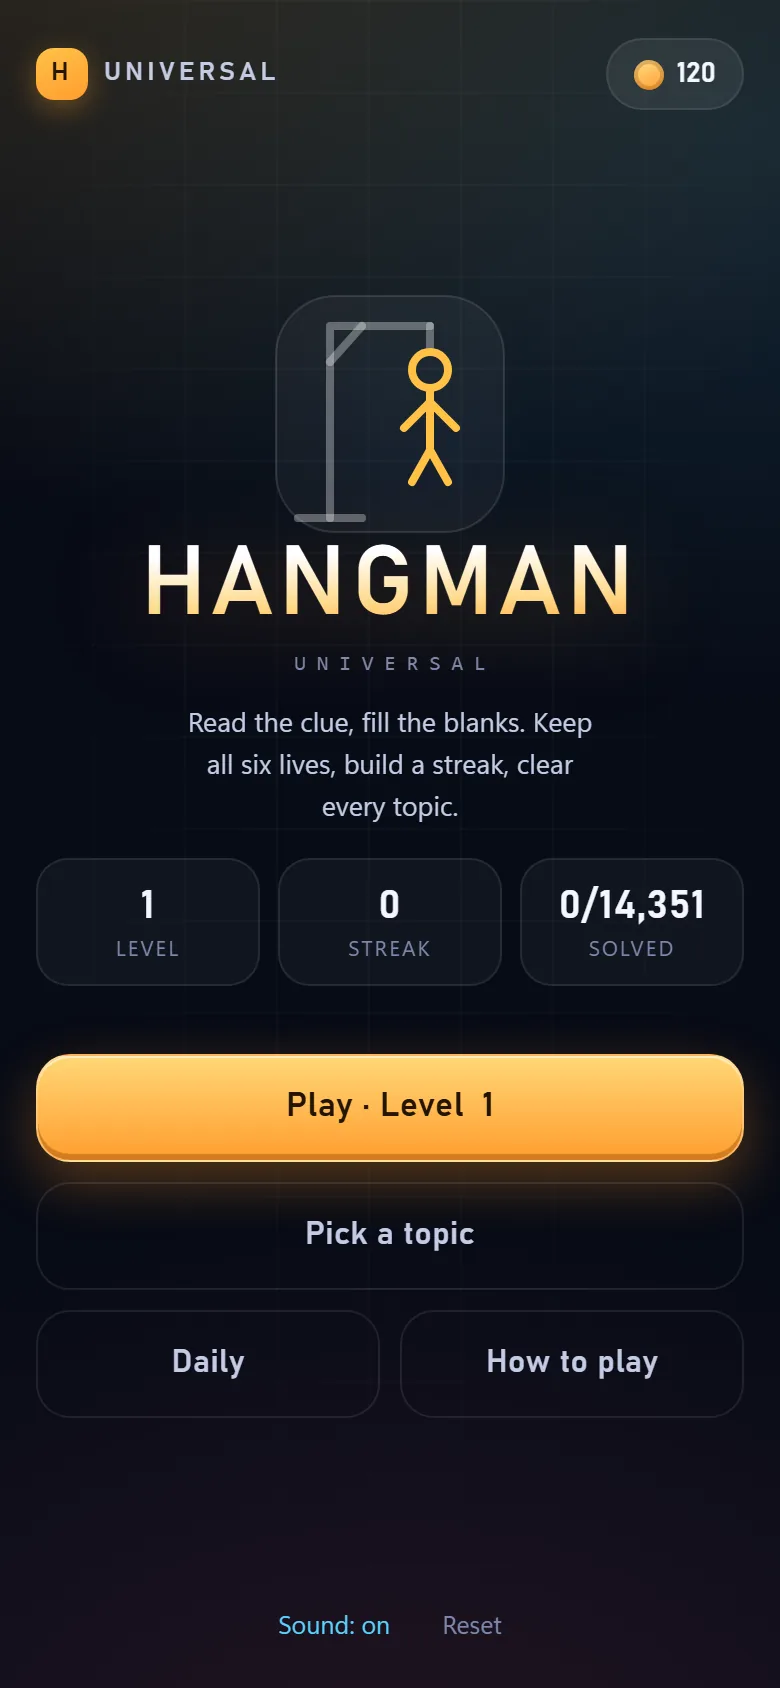 H UNIVERSAL
120
HANGMAN
UNIVERSAL
Read the clue, fill the blanks. Keep
all six lives, build a streak, clear
every topic.
1 0 0/14,351
LEVEL STREAK SOLVED
Play · Level 1
Pick a topic
Daily How to play
Sound: on Reset